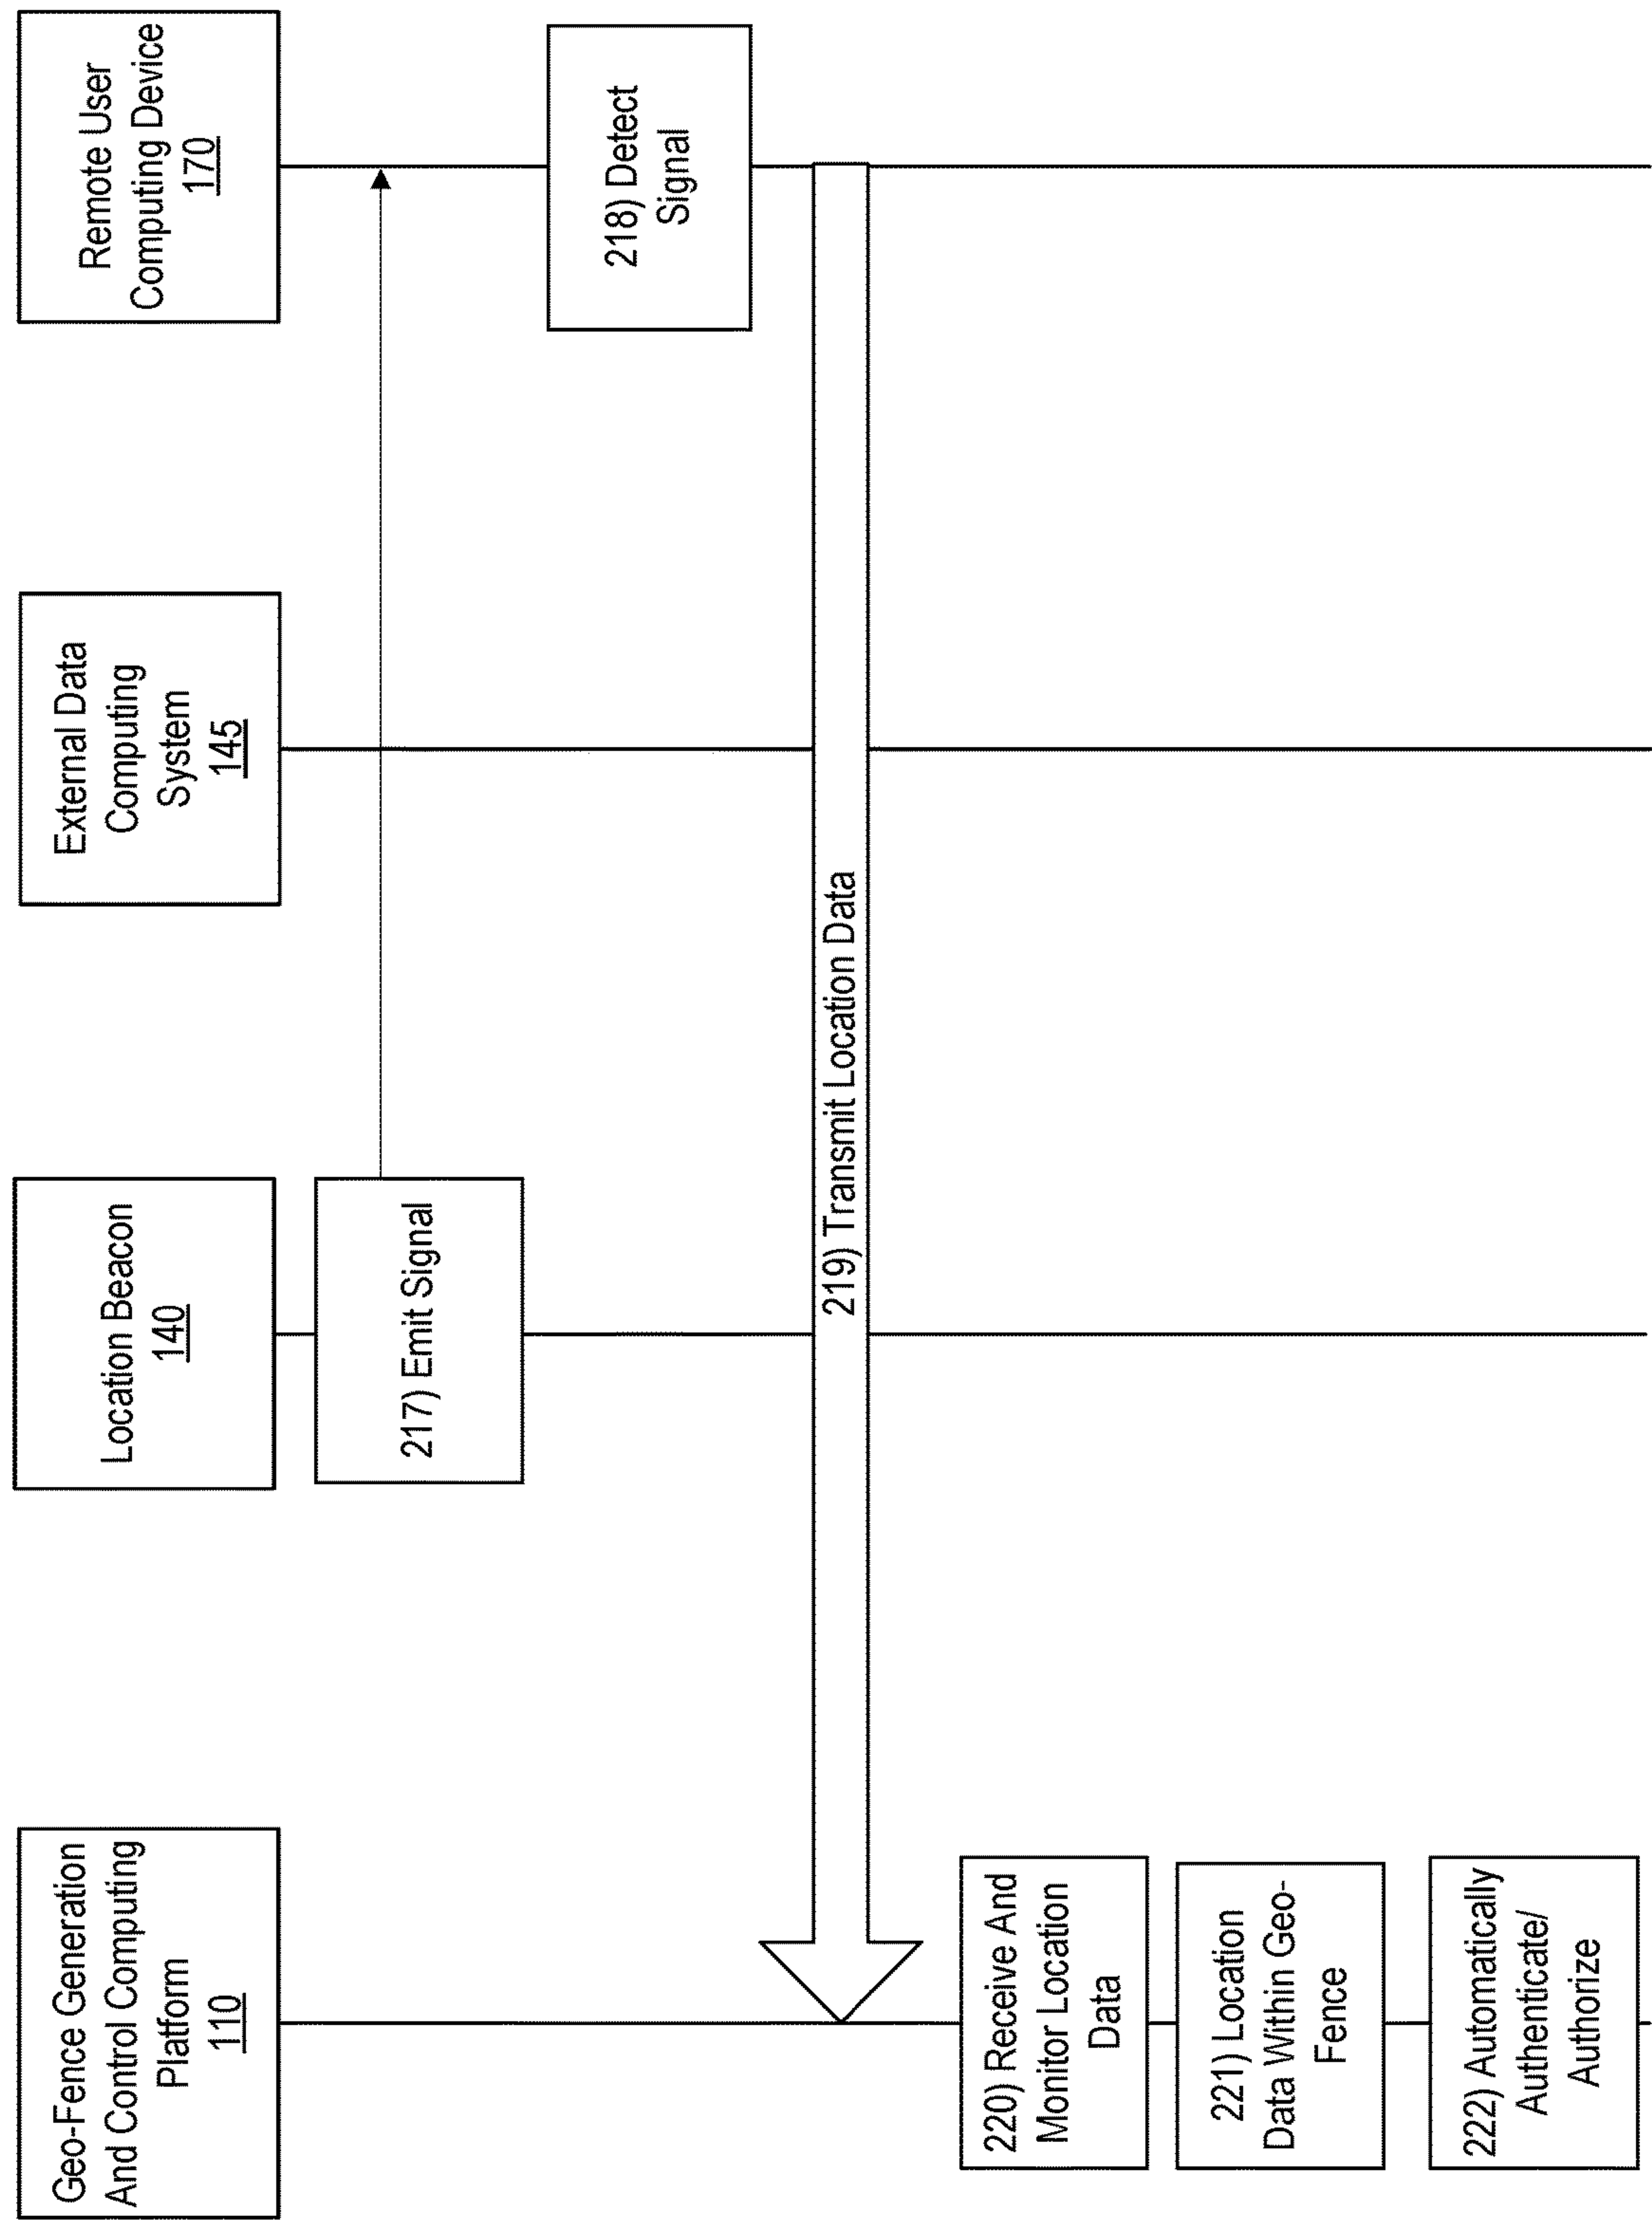 Geo-Fence Generation
And Control Computing
Platform
110
Location Beacon
140
External Data
Computing
System
145
Remote User
Computing Device
170
217) Emit Signal
218) Detect
Signal
219) Transmit Location Data
220) Receive And
Monitor Location
Data
221) Location
Data Within Geo-
Fence
222) Automatically
Authenticate/
Authorize